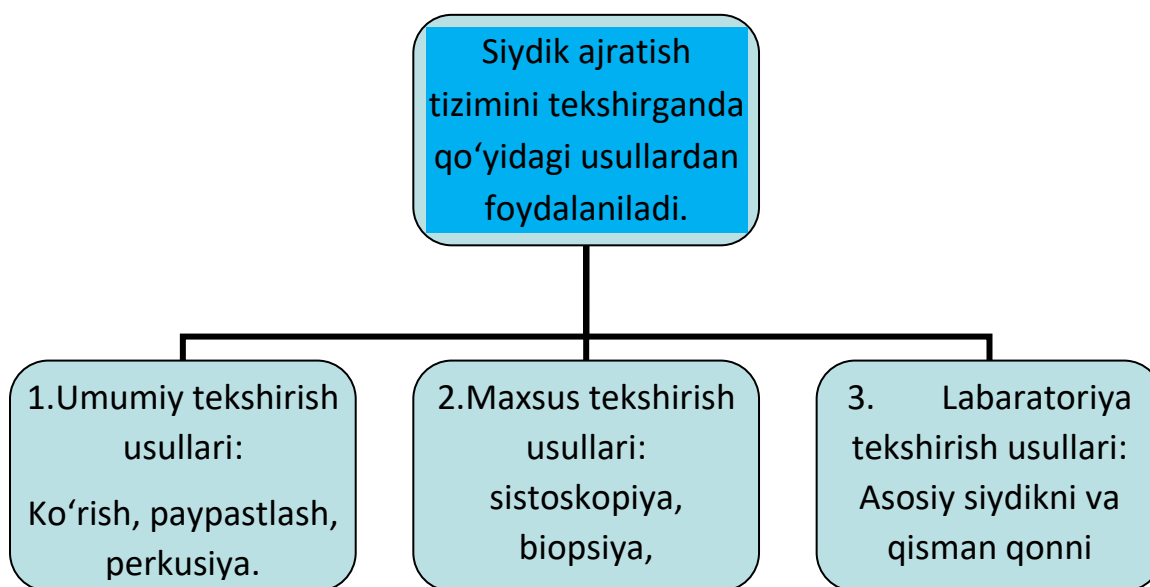 Siydik ajratish
tizimini tekshirganda
qo‘yidagi usullardan
foydalaniladi.
1.Umumiy tekshirish
usullari:
Ko‘rish, paypastlash,
perkusiya.
2.Maxsus tekshirish
usullari:
sistoskopiya,
biopsiya,
3. Labaratoriya
tekshirish usullari:
Asosiy siydikni va
qisman qonni